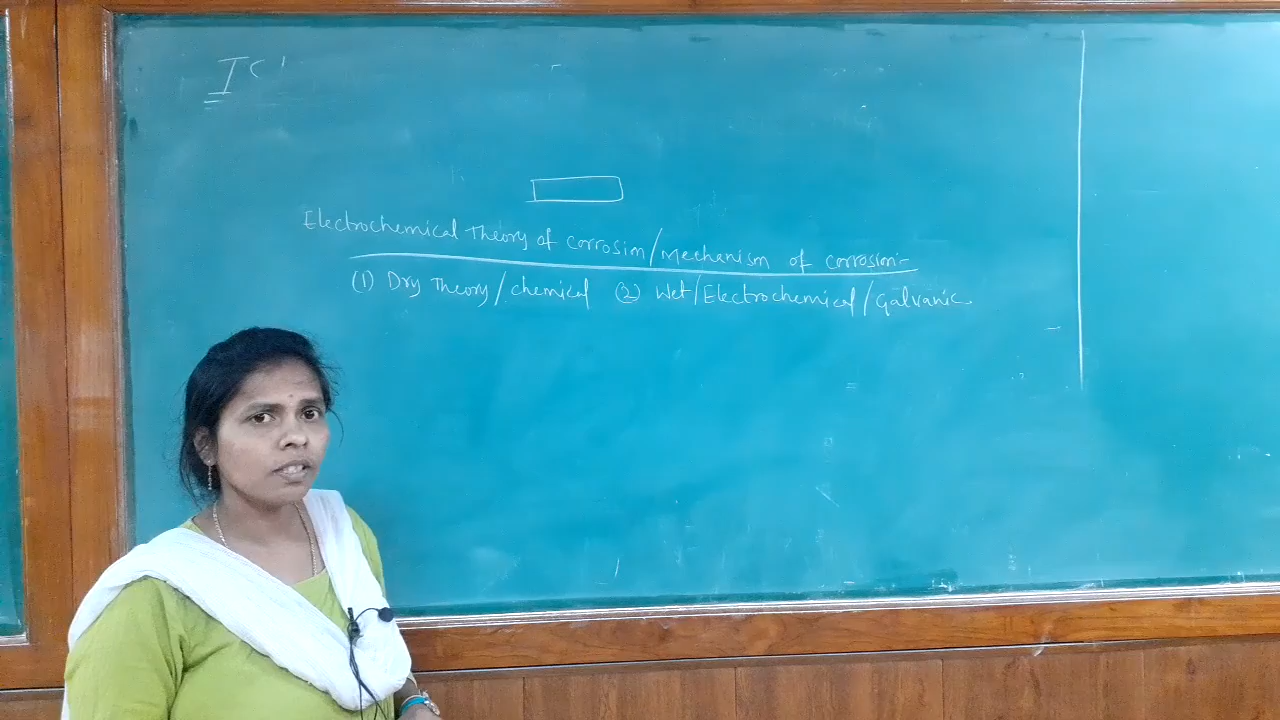 Electrochemical Theory of corrosion/Mechanism of corrosion:-
(1) Dry Theory/chemical (2) Wet/Electrochemical/Galvanic